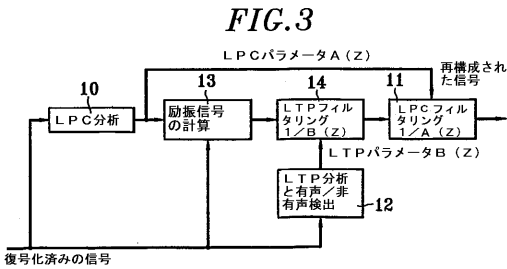 FIG.3
LPCパラメータA(Z)
再構成され
た信号
10
LPC分析
13
励振信号
の計算
14
LTPフィル
タリング
1/B(Z)
11
LPCフィル
タリング
1/A(Z)
LTPパラメータB(Z)
LTP分析
と有声/非
有声検出
12
復号化済みの信号